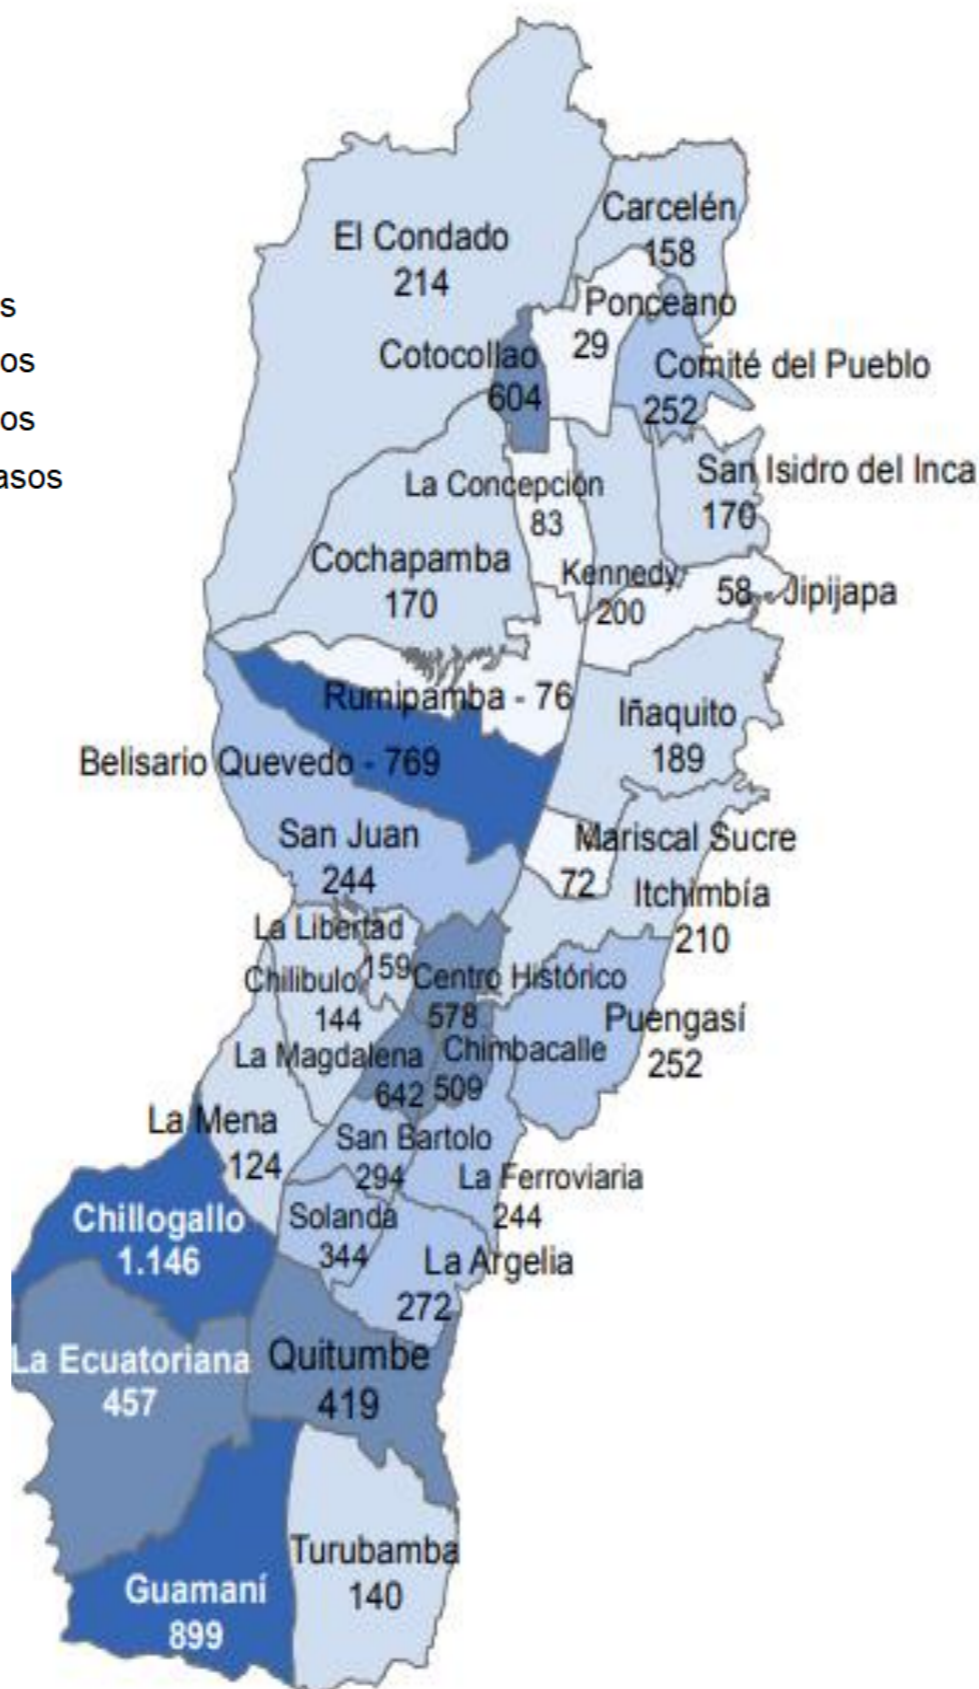 El Condado
214
Carcelén
158
Ponceano
29
Cotocollao
604
Comité del Pueblo
252
La Concepción
83
San Isidro del Inca
170
Cochapamba
170
Kennedy
200
58 Jipijapa
Rumipamba - 76
Iñaquito
189
Belisario Quevedo - 769
San Juan
244
Mariscal Sucre
72
Itchimbía
210
La Libertad
159
Chilibulo
144
Centro Histórico
578
Puengasí
252
La Magdalena
642
Chimbacalle
509
La Mena
124
San Bartolo
294
La Ferroviaria
244
Chillogallo
1.146
Solanda
344
La Argelia
272
La Ecuatoriana
457
Quitumbe
419
Turubamba
140
Guamaní
899
s
os
os
asos